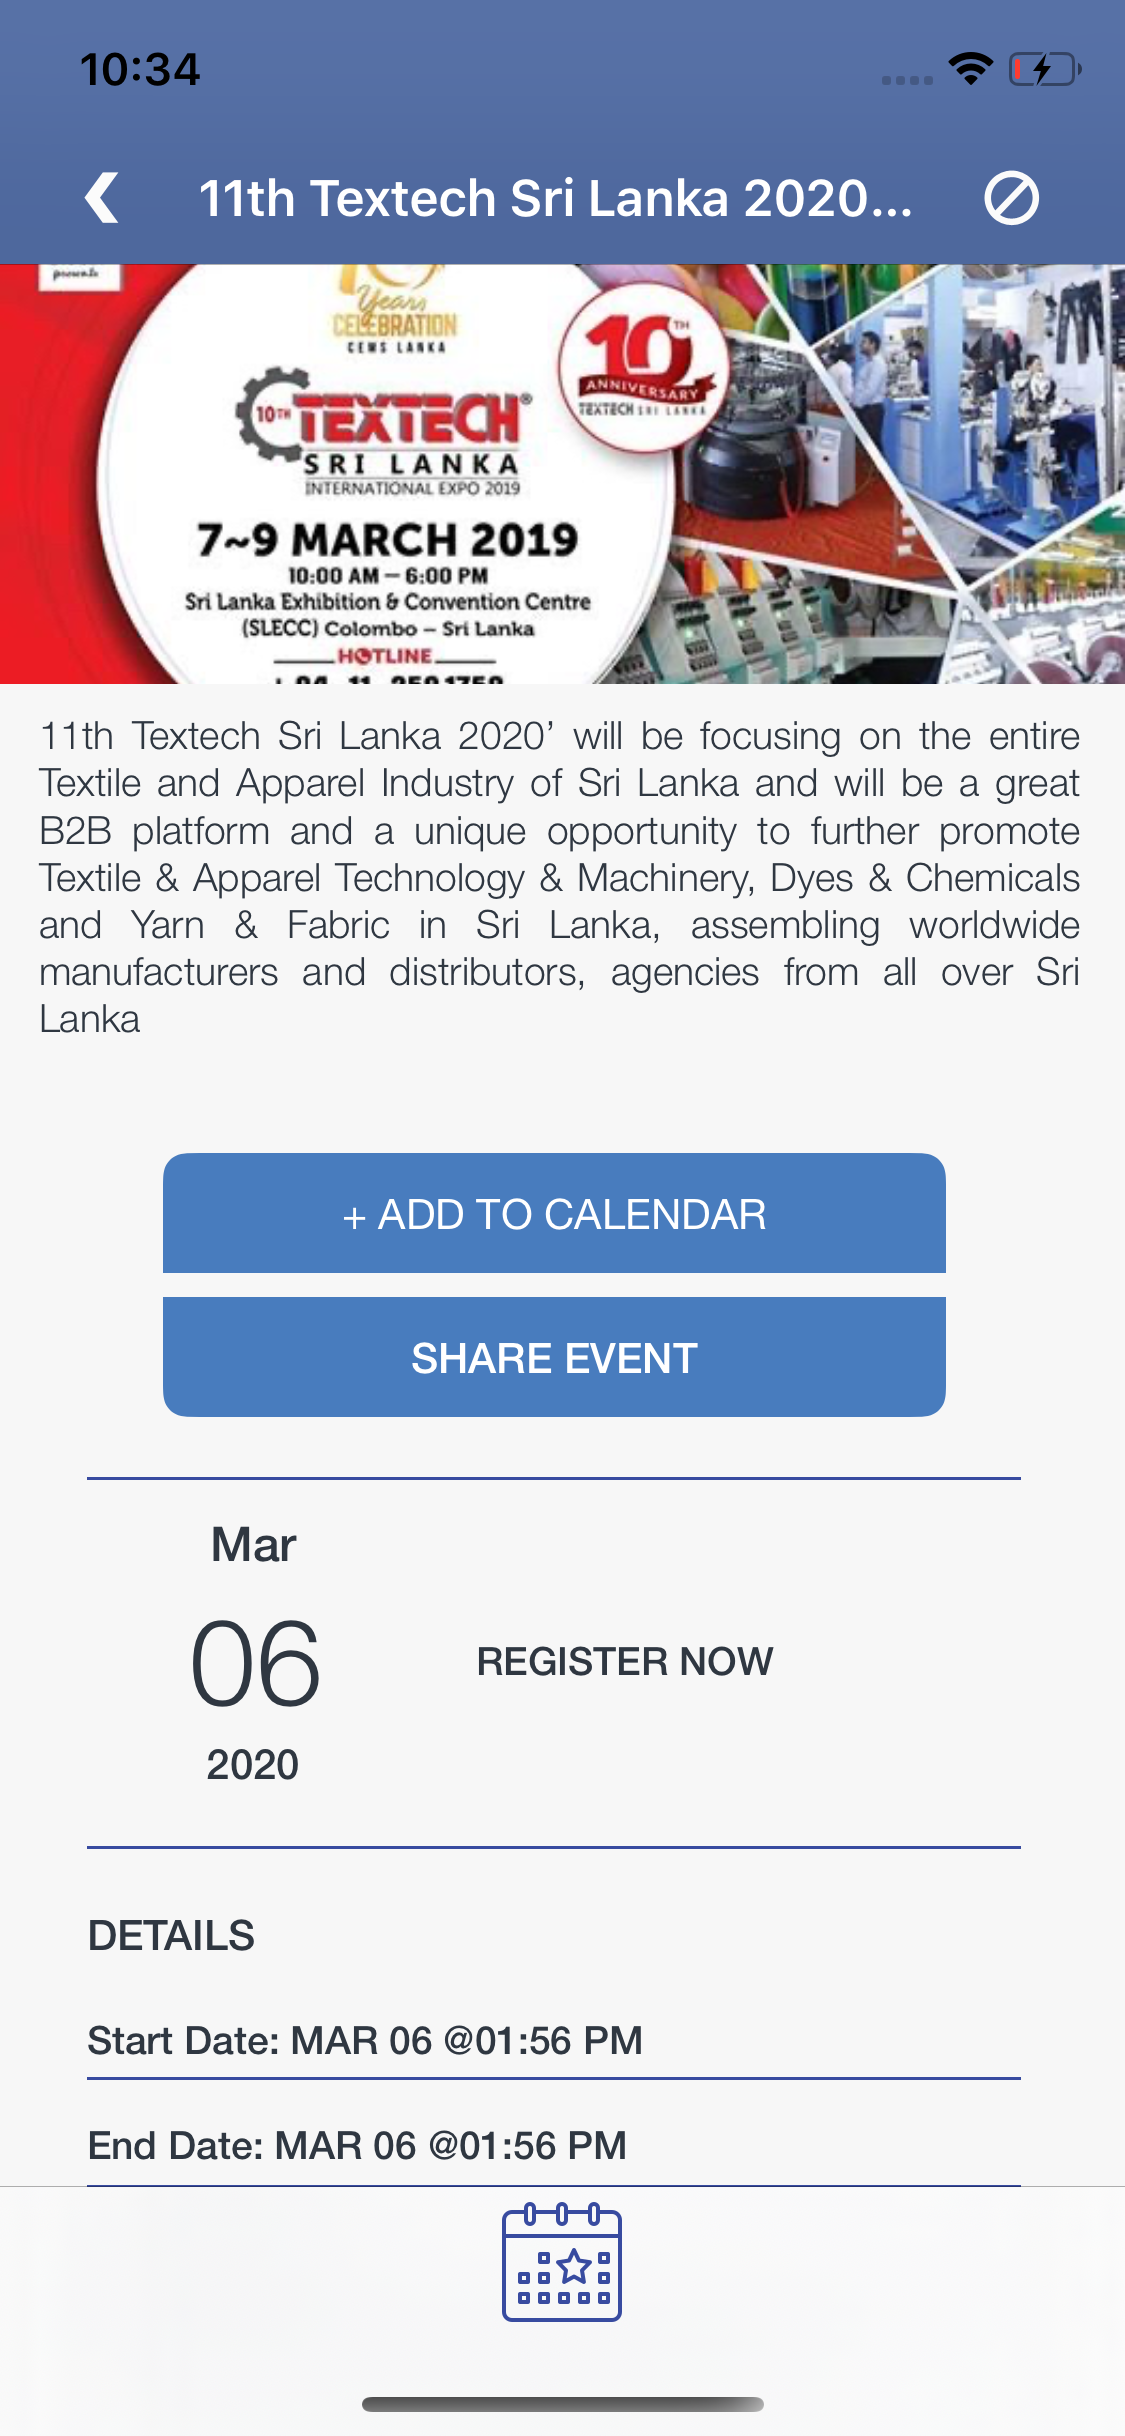 10:34
11th Textech Sri Lanka 2020...
presents
Years
CELEBRATION
CEMS LANKA
10TH
ANNIVERSARY
TEXTECH SRI LANKA
10TH TEXTECH®
SRI LANKA
INTERNATIONAL EXPO 2019
7~9 MARCH 2019
10:00 AM – 6:00 PM
Sri Lanka Exhibition & Convention Centre
(SLECC) Colombo – Sri Lanka
HOTLINE
11th Textech Sri Lanka 2020’ will be focusing on the entire
Textile and Apparel Industry of Sri Lanka and will be a great
B2B platform and a unique opportunity to further promote
Textile & Apparel Technology & Machinery, Dyes & Chemicals
and Yarn & Fabric in Sri Lanka, assembling worldwide
manufacturers and distributors, agencies from all over Sri
Lanka
+ ADD TO CALENDAR
SHARE EVENT
Mar
06
2020
REGISTER NOW
DETAILS
Start Date: MAR 06 @01:56 PM
End Date: MAR 06 @01:56 PM